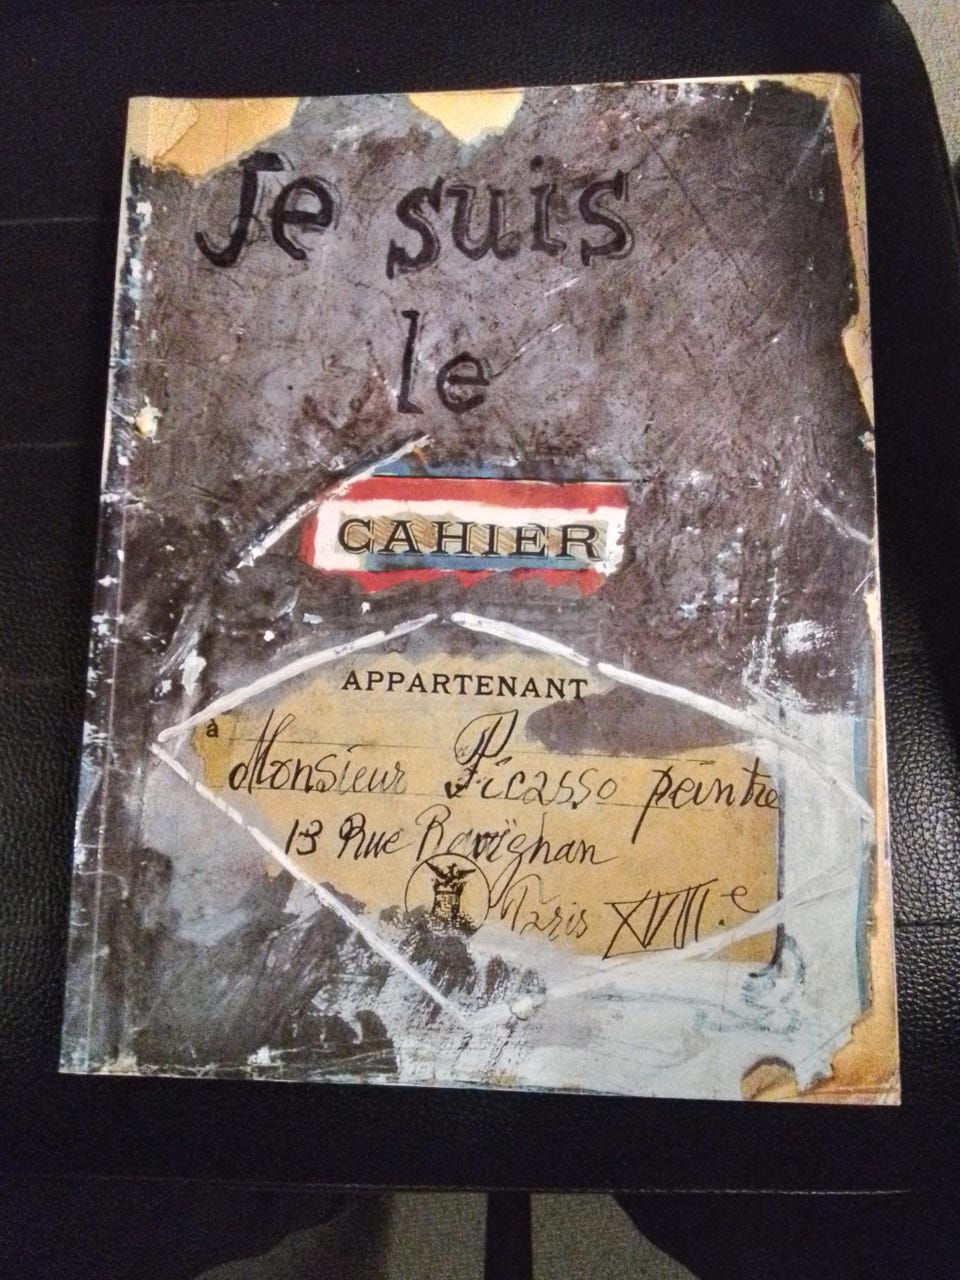 Je suis
le
CAHIER
APPARTENANT
à Monsieur Picasso peintre
13 Rue Ravignan
Paris XVIII.e